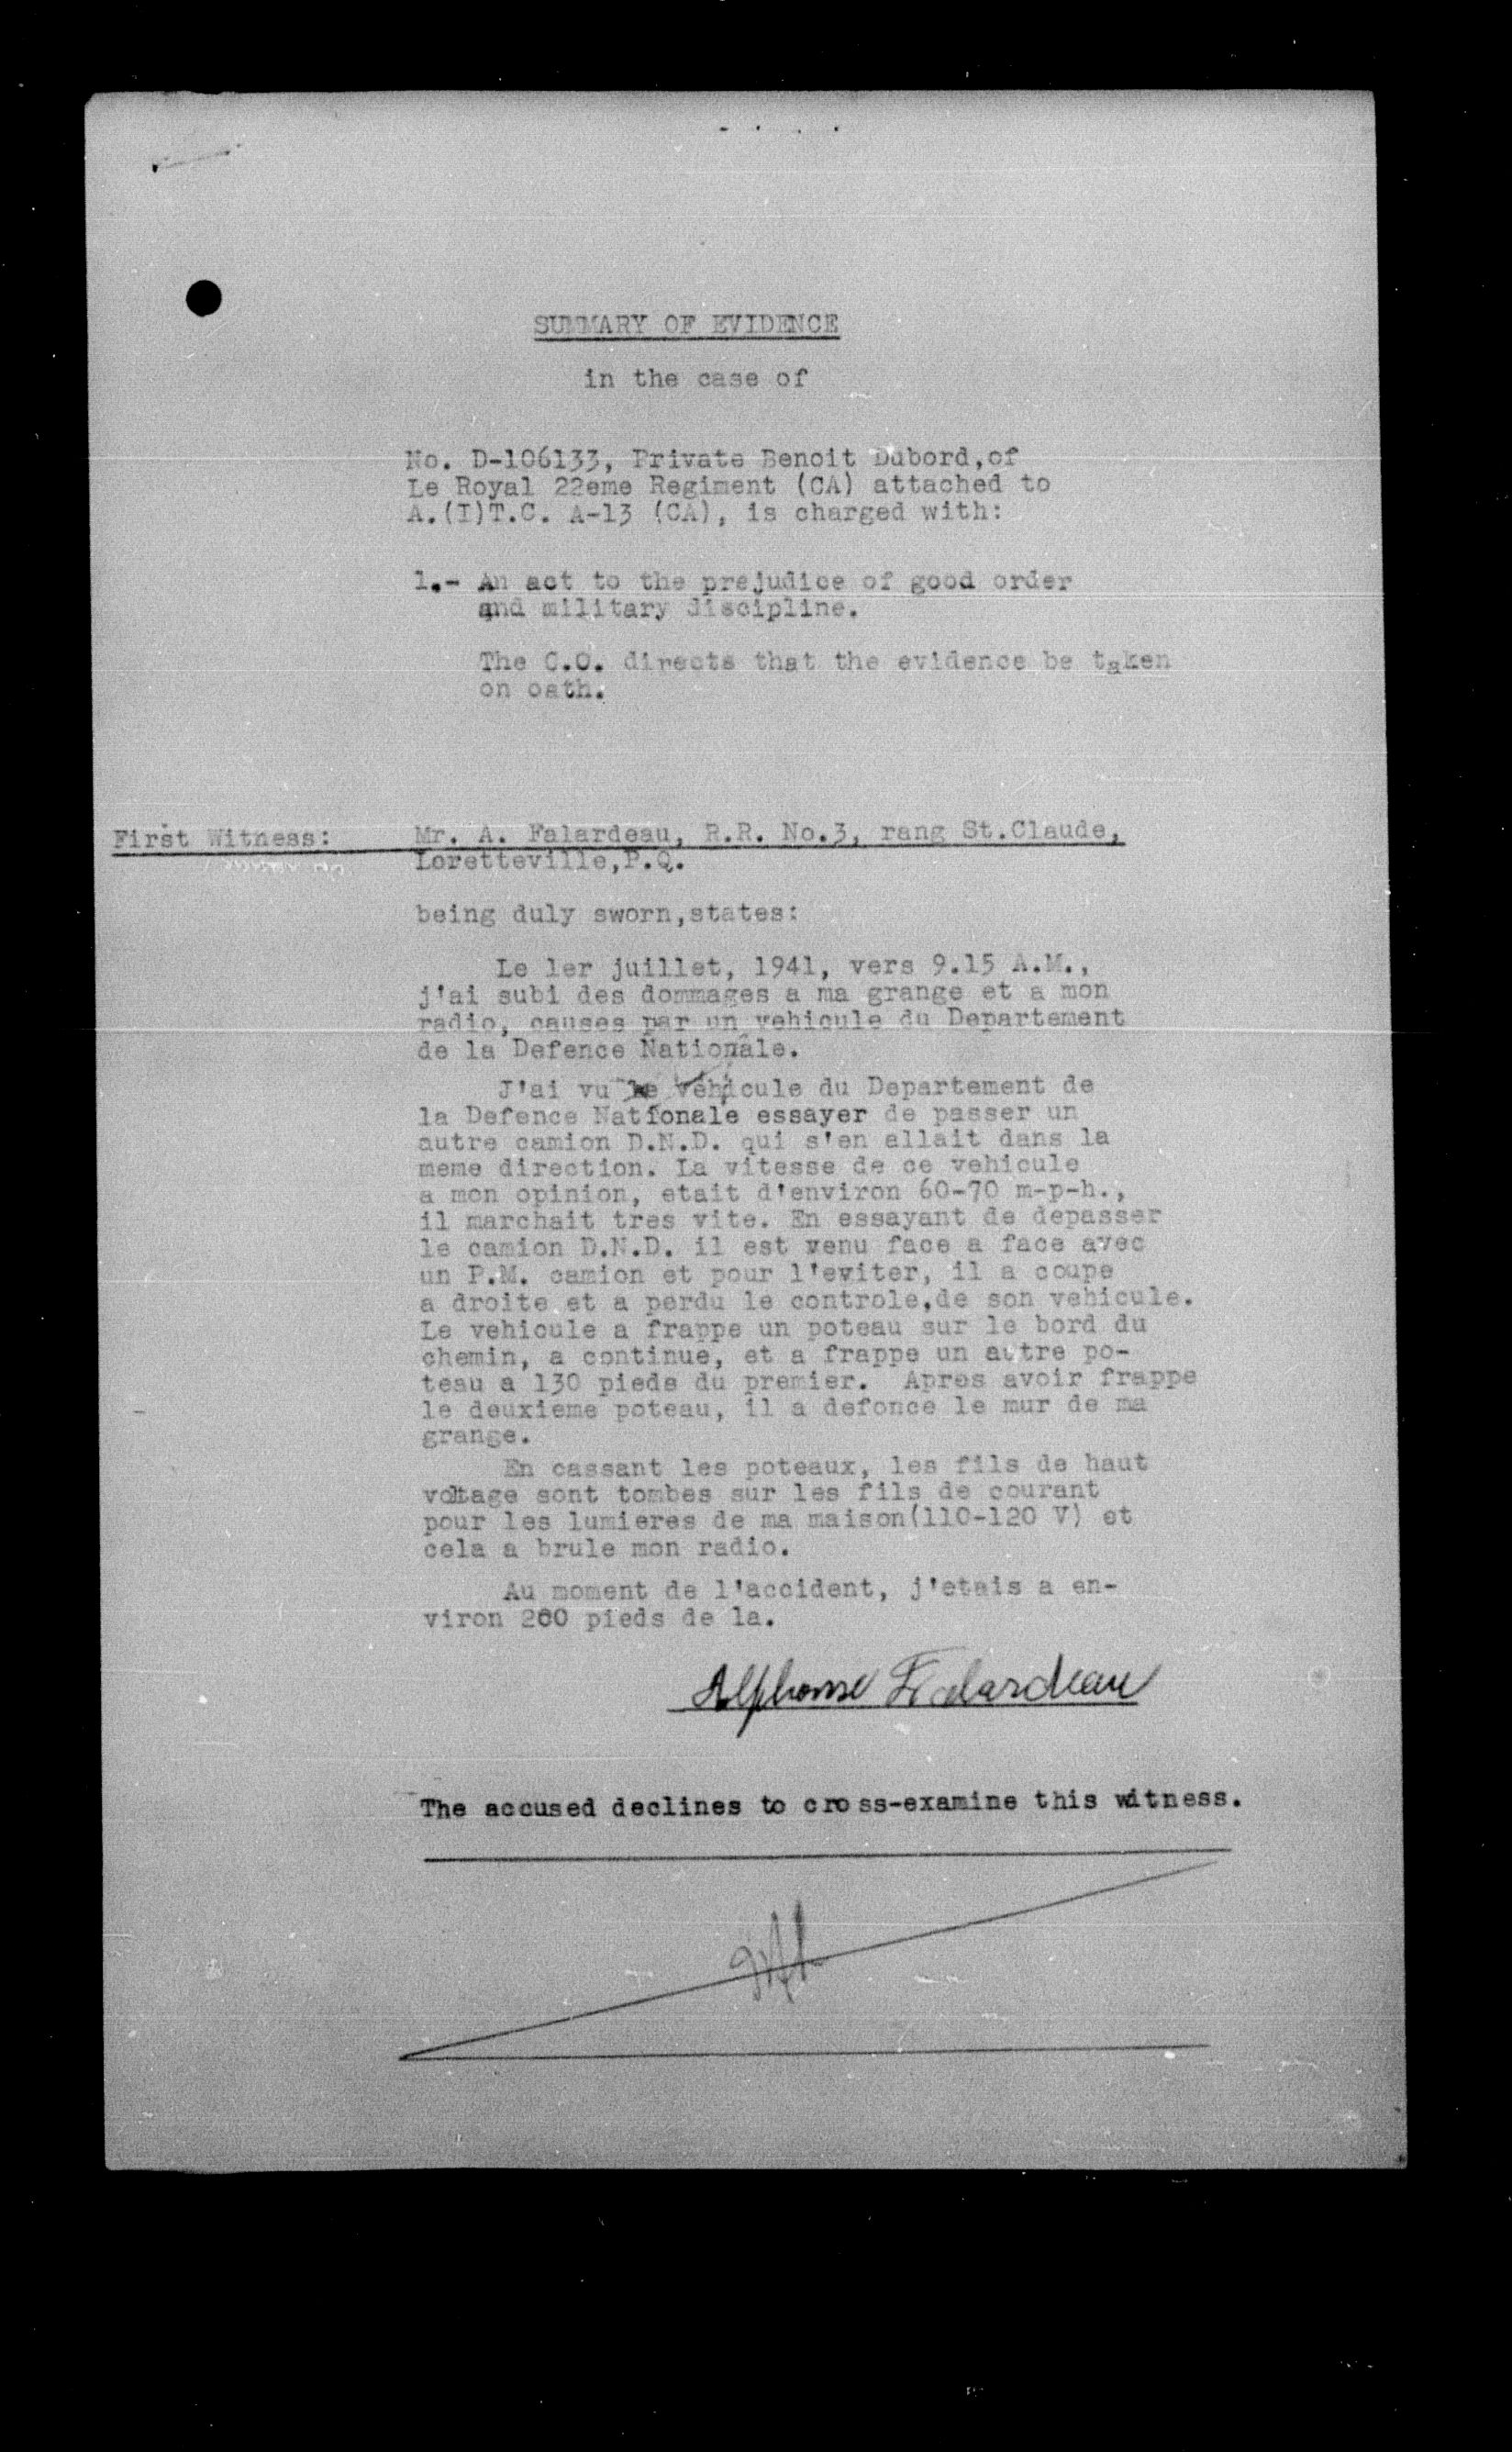 SUMMARY OF EVIDENCE
in the case of
No. D-106133, Private Benoit Dubord,of
Le Royal 22eme Regiment (CA) attached to
A.(I)T.C. A-13 (CA), is charged with:
1.- An act to the prejudice of good order
and military discipline.
The C.O. directs that the evidence be taken
on oath.
First Witness: Mr. A. Falardeau, R.R. No.3, rang St.Claude,
Loretteville,P.Q.
being duly sworn,states:
Le 1er juillet, 1941, vers 9.15 A.M.,
j'ai subi des dommages a ma grange et a mon
radio, causes par un vehicule du Departement
de la Defence Nationale.
J'ai vu le vehicule du Departement de
la Defence Nationale essayer de passer un
autre camion D.N.D. qui s'en allait dans la
meme direction. La vitesse de ce vehicule
a mon opinion, etait d'environ 60-70 m-p-h.,
il marchait tres vite. En essayant de depasser
le camion D.N.D. il est venu face a face avec
un P.M. camion et pour l'eviter, il a coupe
a droite et a perdu le controle,de son vehicule.
Le vehicule a frappe un poteau sur le bord du
chemin, a continue, et a frappe un autre po-
teau a 130 pieds du premier. Apres avoir frappe
le deuxieme poteau, il a defonce le mur de ma
grange.
En cassant les poteaux, les fils de haut
voltage sont tombes sur les fils de courant
pour les lumieres de ma maison(110-120 V) et
cela a brule mon radio.
Au moment de l'accident, j'etais a en-
viron 200 pieds de la.
Alphonse Falardeau
The accused declines to cross-examine this witness.